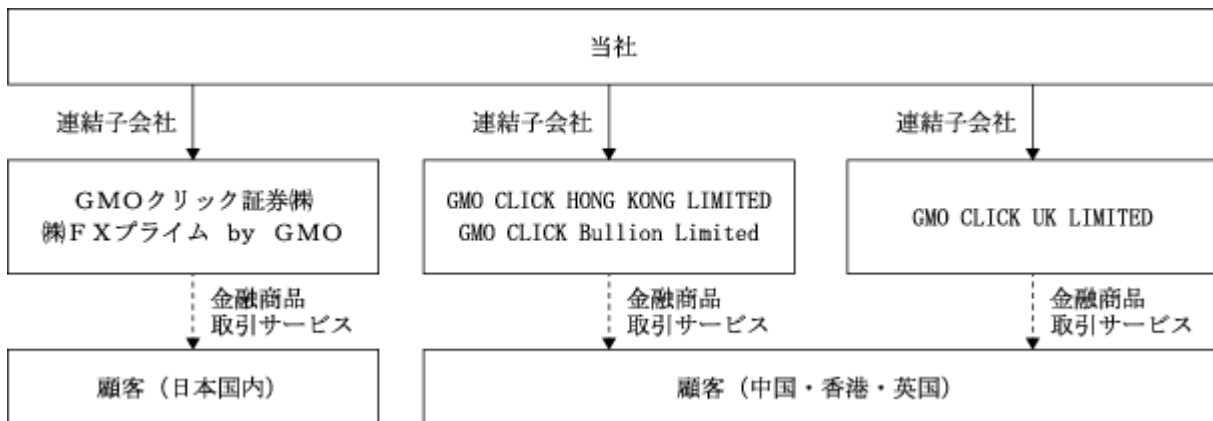 当社
連結子会社
連結子会社
連結子会社
ＧＭＯクリック証券㈱
㈱ＦＸプライム by ＧＭＯ
GMO CLICK HONG KONG LIMITED
GMO CLICK Bullion Limited
GMO CLICK UK LIMITED
金融商品
取引サービス
金融商品
取引サービス
金融商品
取引サービス
顧客（日本国内）
顧客（中国・香港・英国）